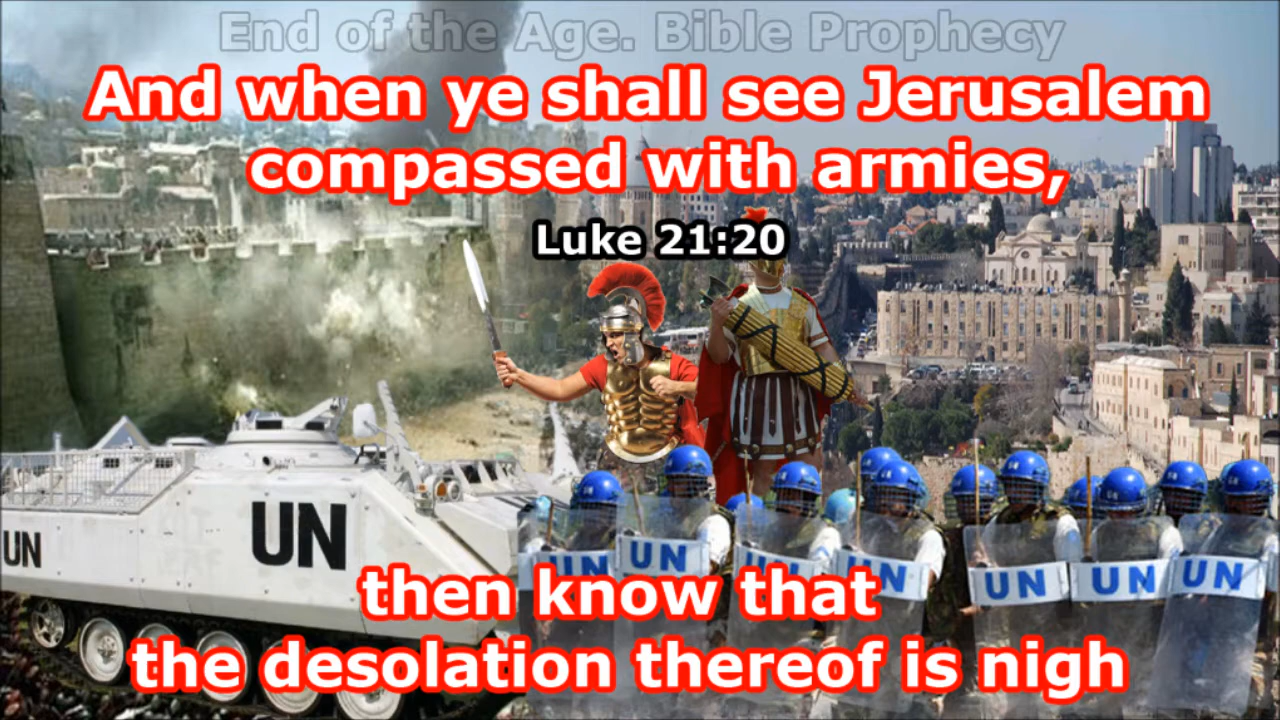 End of the Age. Bible Prophecy
And when ye shall see Jerusalem
compassed with armies,
Luke 21:20
UN
UN
UN
UN
UN
UN
UN
UN
UN
then know that
the desolation thereof is nigh